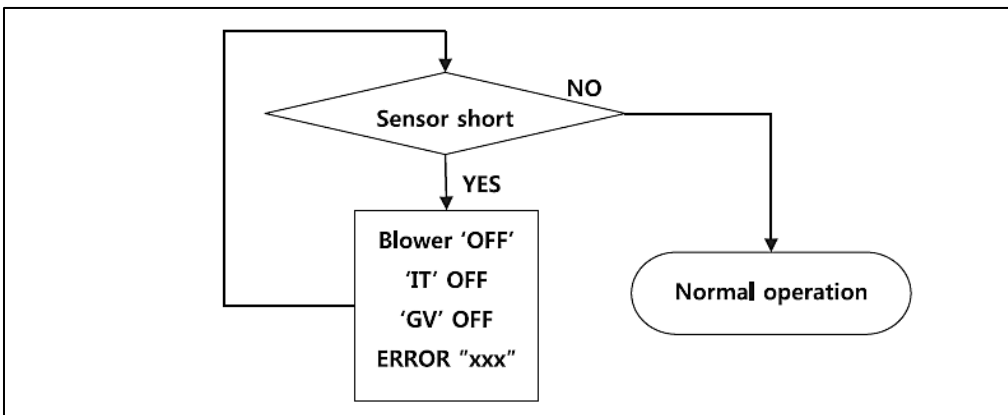 NO
Sensor short
YES
Blower ‘OFF’
‘IT’ OFF
‘GV’ OFF
ERROR ”xxx”
Normal operation